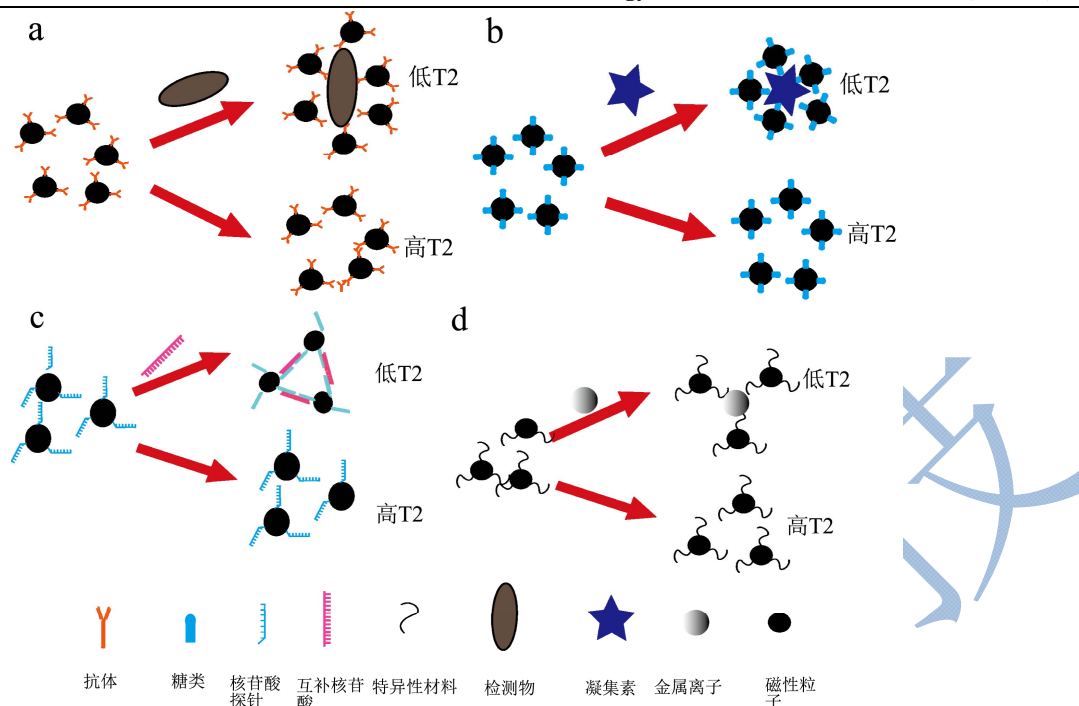 a
低T2
高T2
b
低T2
高T2
c
低T2
高T2
d
低T2
高T2
抗体
糖类
核苷酸
探针
互补核苷
酸
特异性材料
检测物
凝集素
金属离子
磁性粒
子